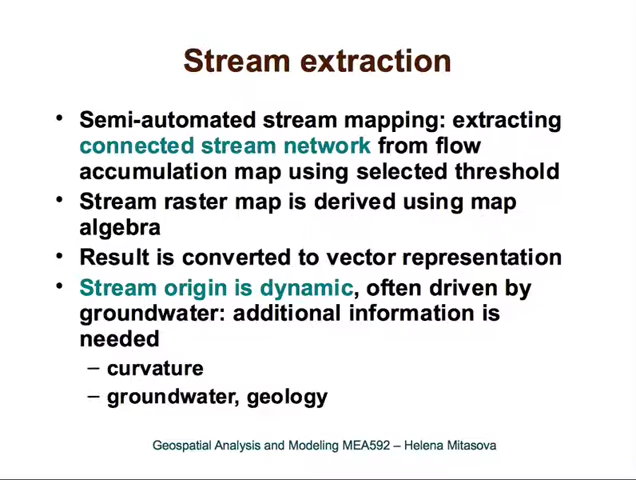 Stream extraction
• Semi-automated stream mapping: extracting
connected stream network from flow
accumulation map using selected threshold
• Stream raster map is derived using map
algebra
• Result is converted to vector representation
• Stream origin is dynamic, often driven by
groundwater: additional information is
needed
– curvature
– groundwater, geology
Geospatial Analysis and Modeling MEA592 – Helena Mitasova